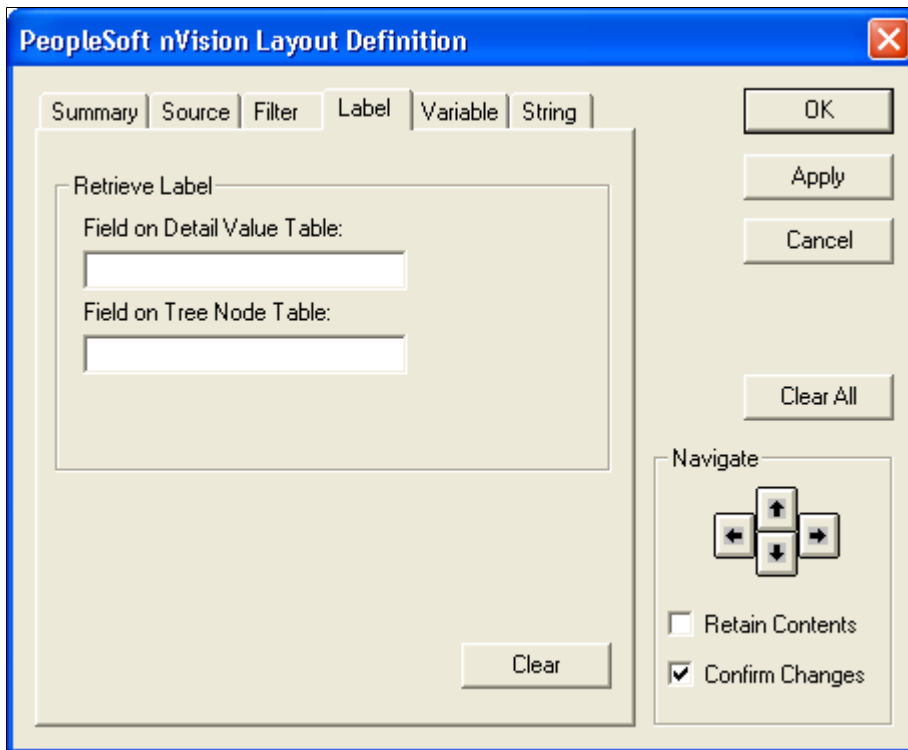 PeopleSoft nVision Layout Definition
Summary Source Filter Label Variable String
Retrieve Label
Field on Detail Value Table:
Field on Tree Node Table:
Clear
OK
Apply
Cancel
Clear All
Navigate
Retain Contents
Confirm Changes